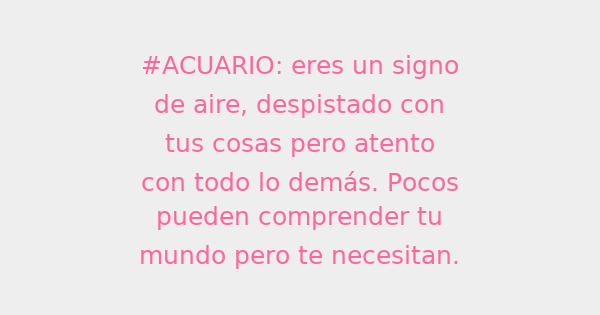 #ACUARIO: eres un signo
de aire, despistado con
tus cosas pero atento
con todo lo demás. Pocos
pueden comprender tu
mundo pero te necesitan.